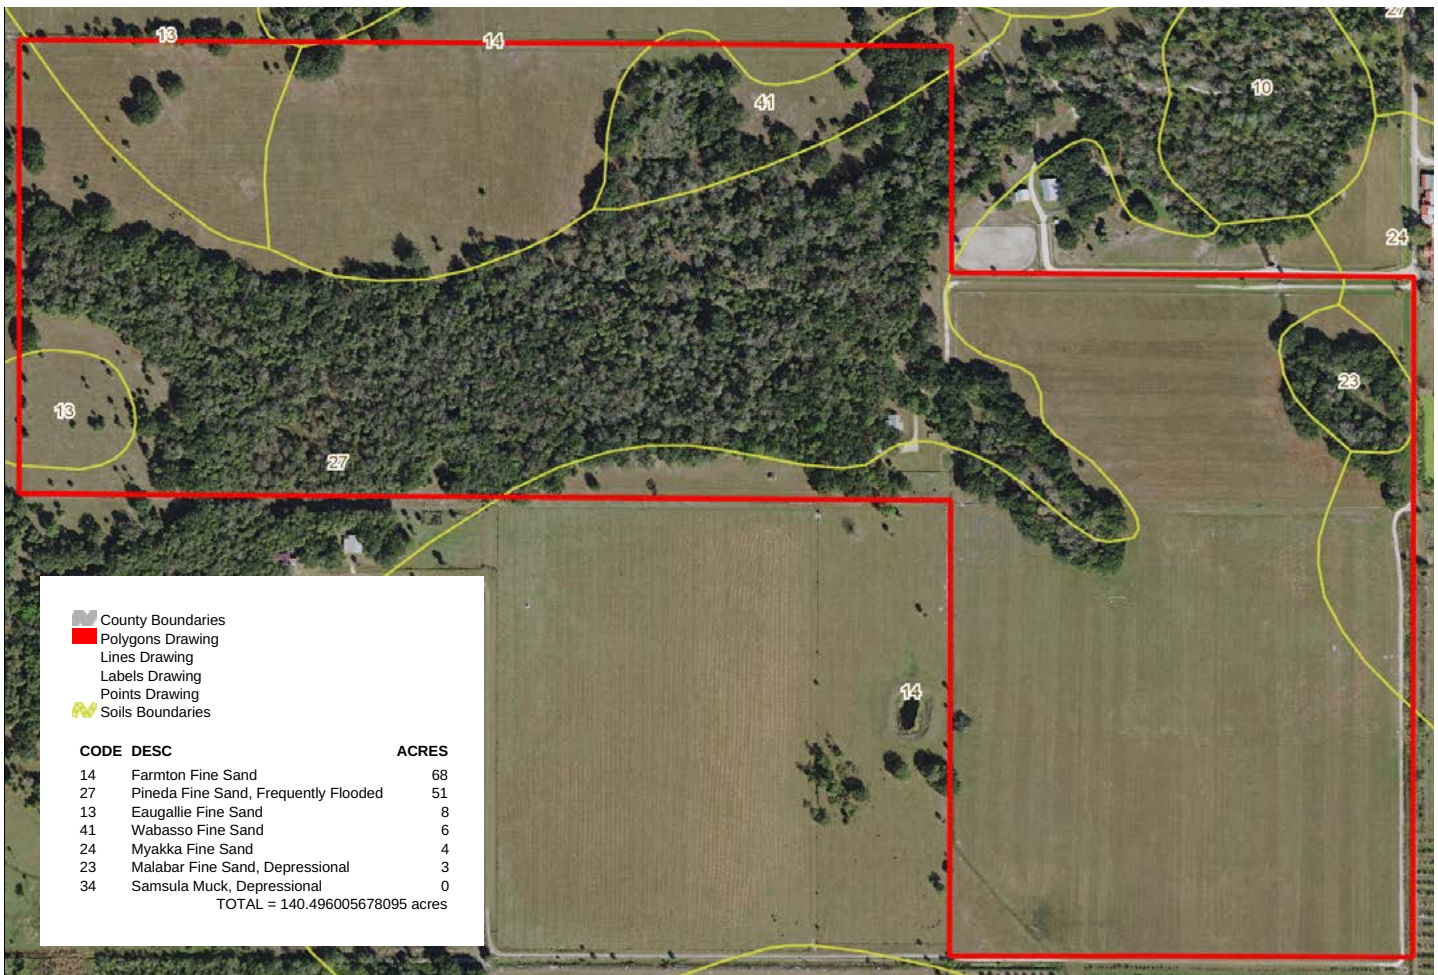 13
14
27
41
10
24
23
13
27
14
County Boundaries
Polygons Drawing
Lines Drawing
Labels Drawing
Points Drawing
Soils Boundaries
CODE DESC ACRES
14 Farmton Fine Sand 68
27 Pineda Fine Sand, Frequently Flooded 51
13 Eaugallie Fine Sand 8
41 Wabasso Fine Sand 6
24 Myakka Fine Sand 4
23 Malabar Fine Sand, Depressional 3
34 Samsula Muck, Depressional 0
TOTAL = 140.496005678095 acres